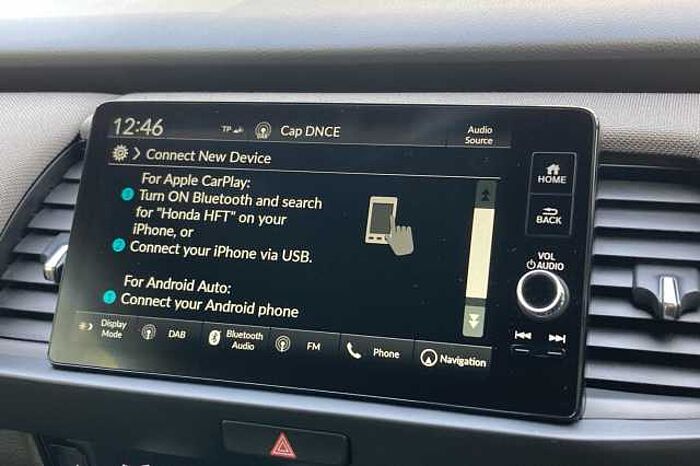 12:46 TP Cap DNCE Audio
Source
Connect New Device
For Apple CarPlay:
Turn ON Bluetooth and search
for "Honda HFT" on your
iPhone, or
2 Connect your iPhone via USB.
For Android Auto:
1 Connect your Android phone
Display
Mode
DAB
Bluetooth
Audio
FM
Phone
Navigation
HOME
BACK
VOL
AUDIO